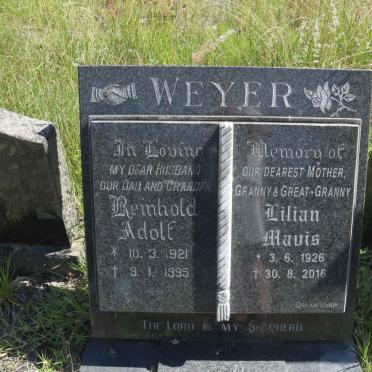 WEYER
In Loving
MY DEAR HUSBAND
OUR DAD AND GRANDPA
Reinhold
Adolf
* 10. 3. 1921
✝ 9. 1. 1995
Memory of
OUR DEAREST MOTHER,
GRANNY & GREAT-GRANNY
Lilian
Mavis
* 3. 6. 1926
✝ 30. 8. 2016
THE LORD IS MY SHEPHERD